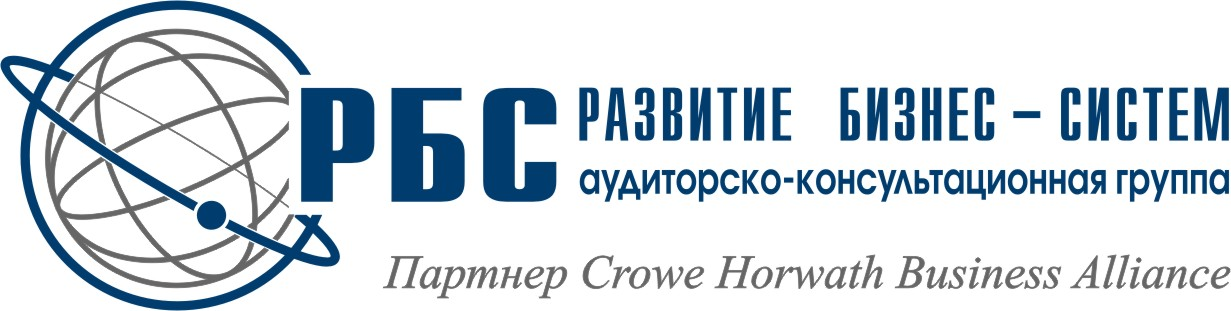 РБС
РАЗВИТИЕ БИЗНЕС – СИСТЕМ
аудиторско-консультационная группа
Партнер Crowe Horwath Business Alliance